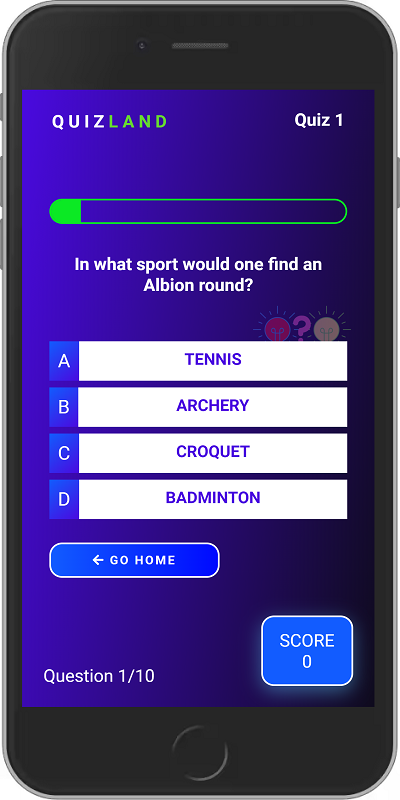 QUIZLAND
Quiz 1
In what sport would one find an
Albion round?
?
A TENNIS
B ARCHERY
C CROQUET
D BADMINTON
← GO HOME
SCORE
0
Question 1/10